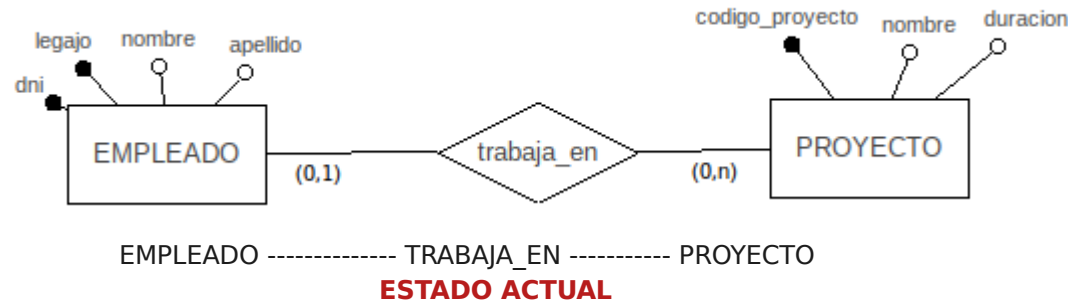 codigo_proyecto
nombre
duracion
legajo
nombre
apellido
dni
EMPLEADO
trabaja_en
PROYECTO
(0,1)
(0,n)
EMPLEADO -------------- TRABAJA_EN ----------- PROYECTO
ESTADO ACTUAL